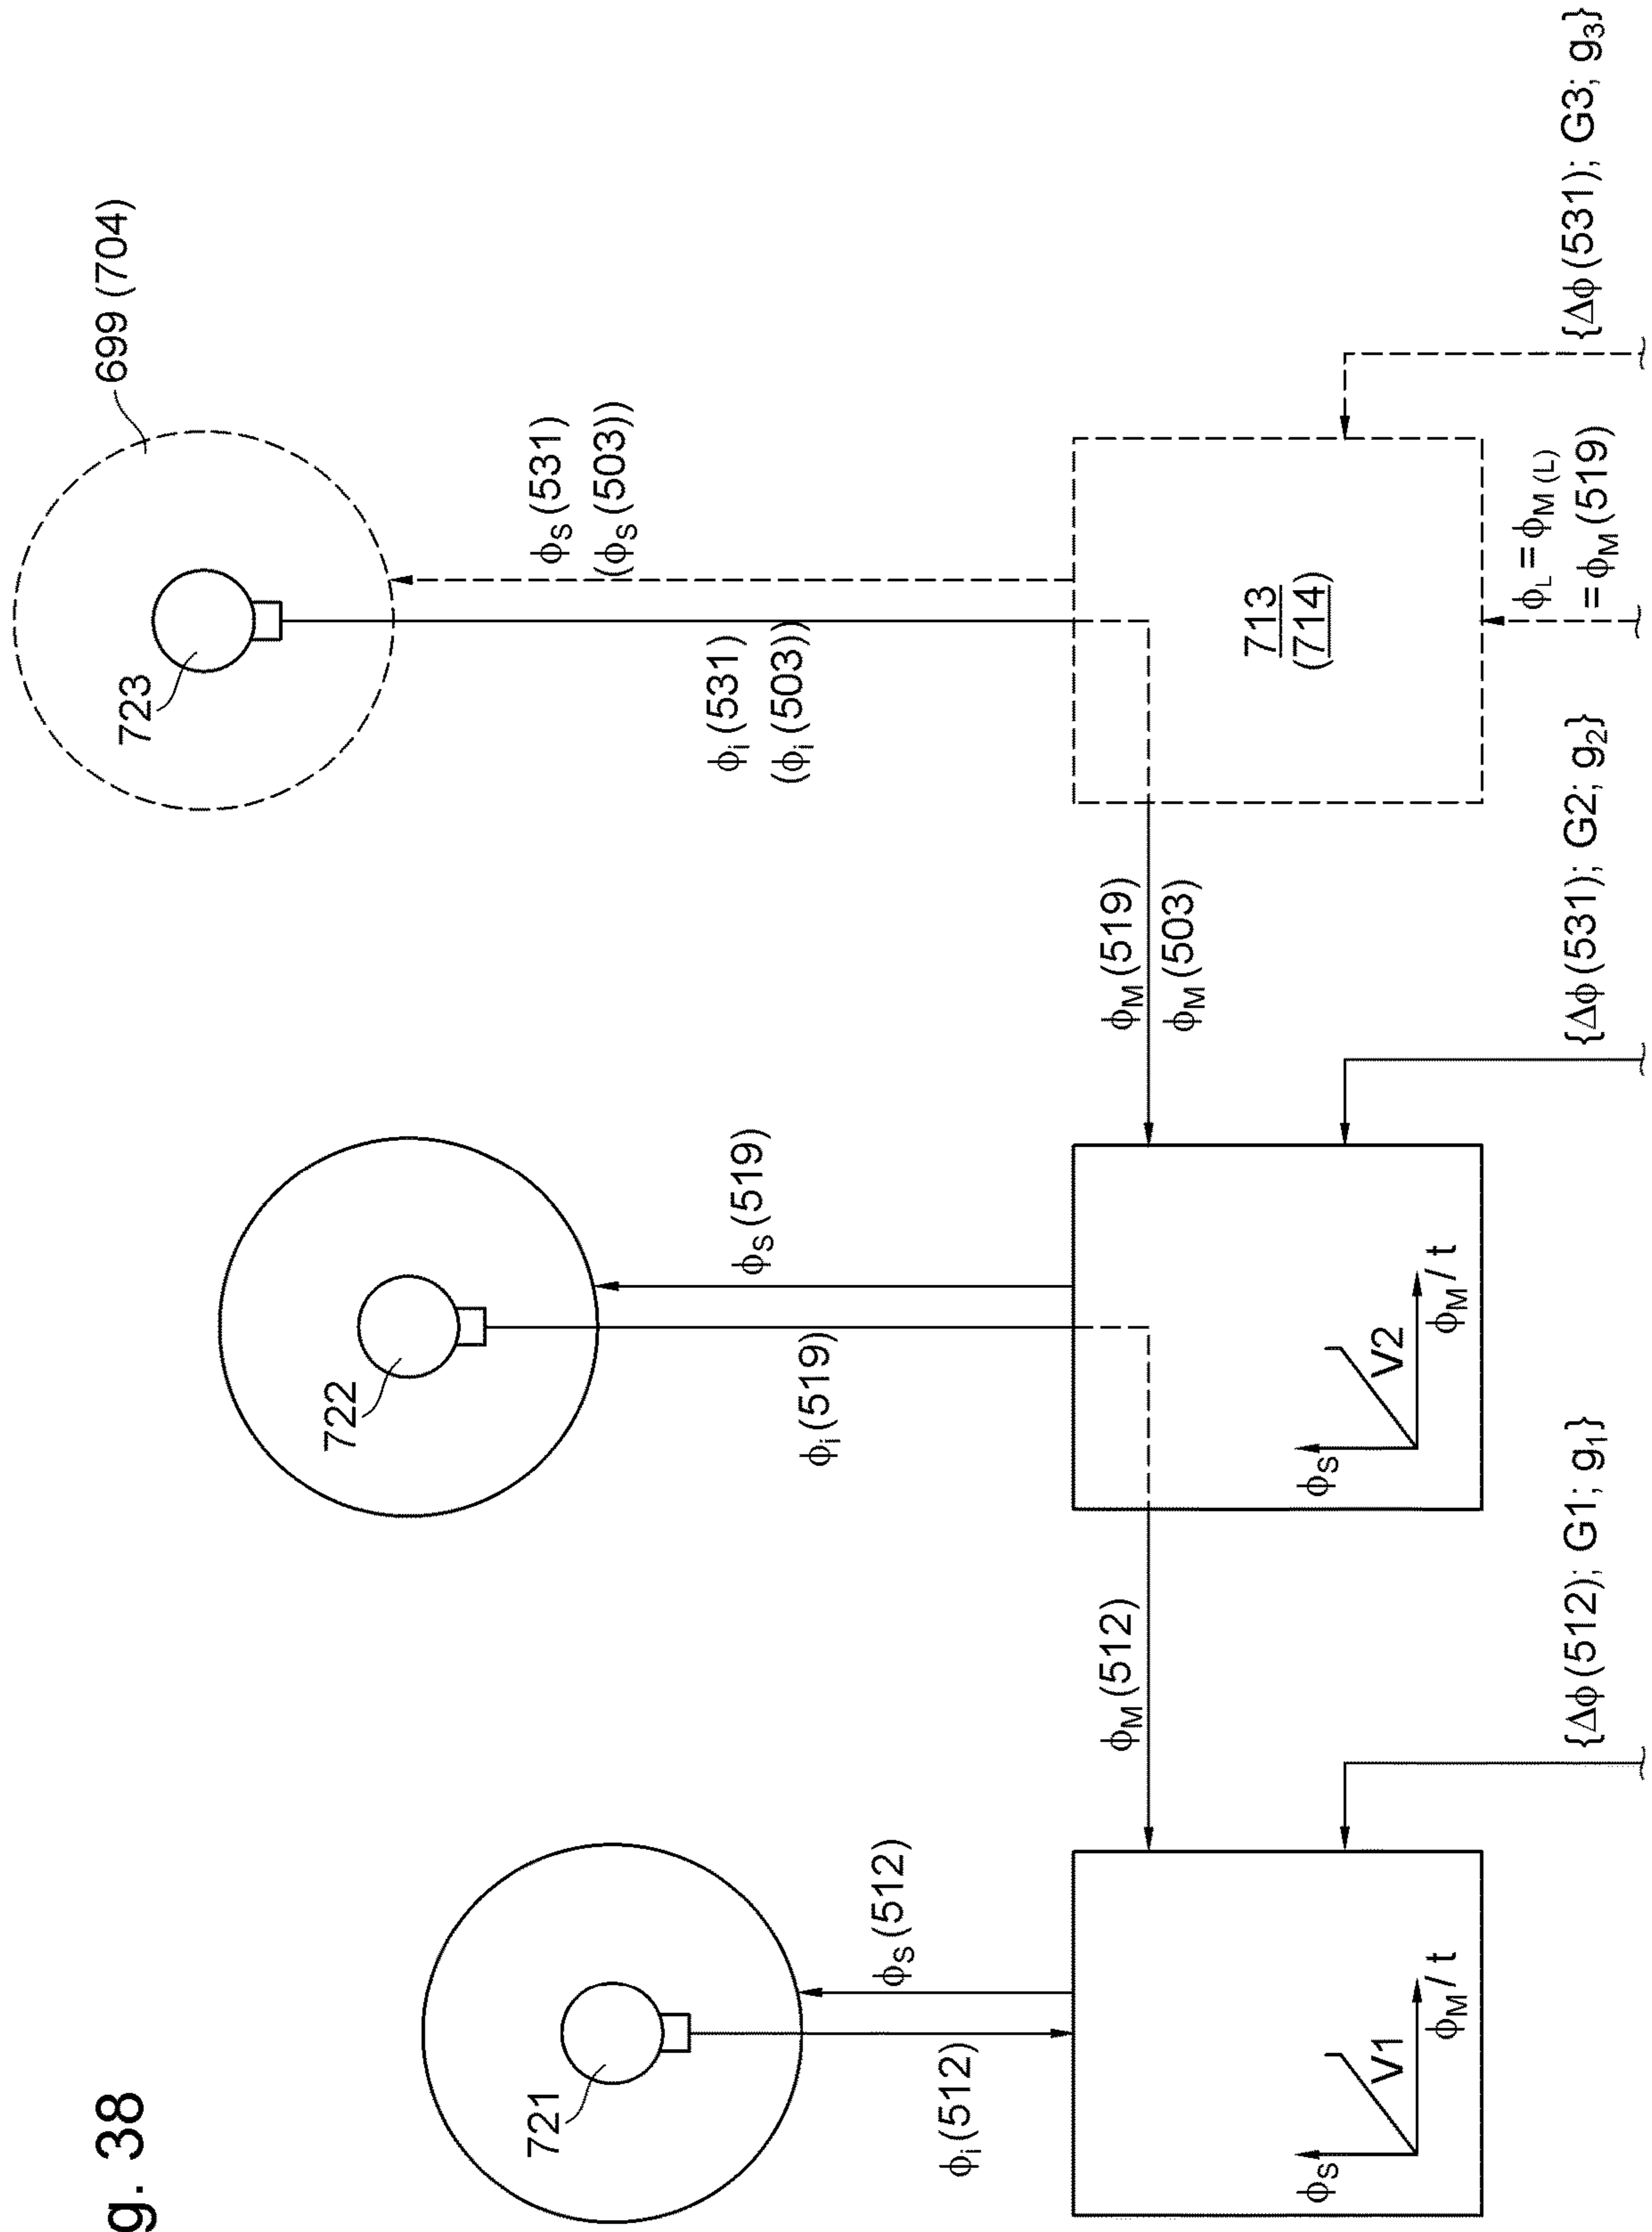 g. 38
721
ϕi (512)
ϕS (512)
ϕS
V1
ϕM / t
{Δϕ (512); G1; g1}
ϕM (512)
722
ϕi (519)
ϕS (519)
ϕS
V2
ϕM / t
{Δϕ (531); G2; g2}
ϕM (519)
ϕM (503)
723
699 (704)
ϕi (531)
(ϕi (503))
ϕS (531)
(ϕS (503))
713
(714)
ϕL = ϕM (L)
= ϕM (519)
{Δϕ (531); G3; g3}